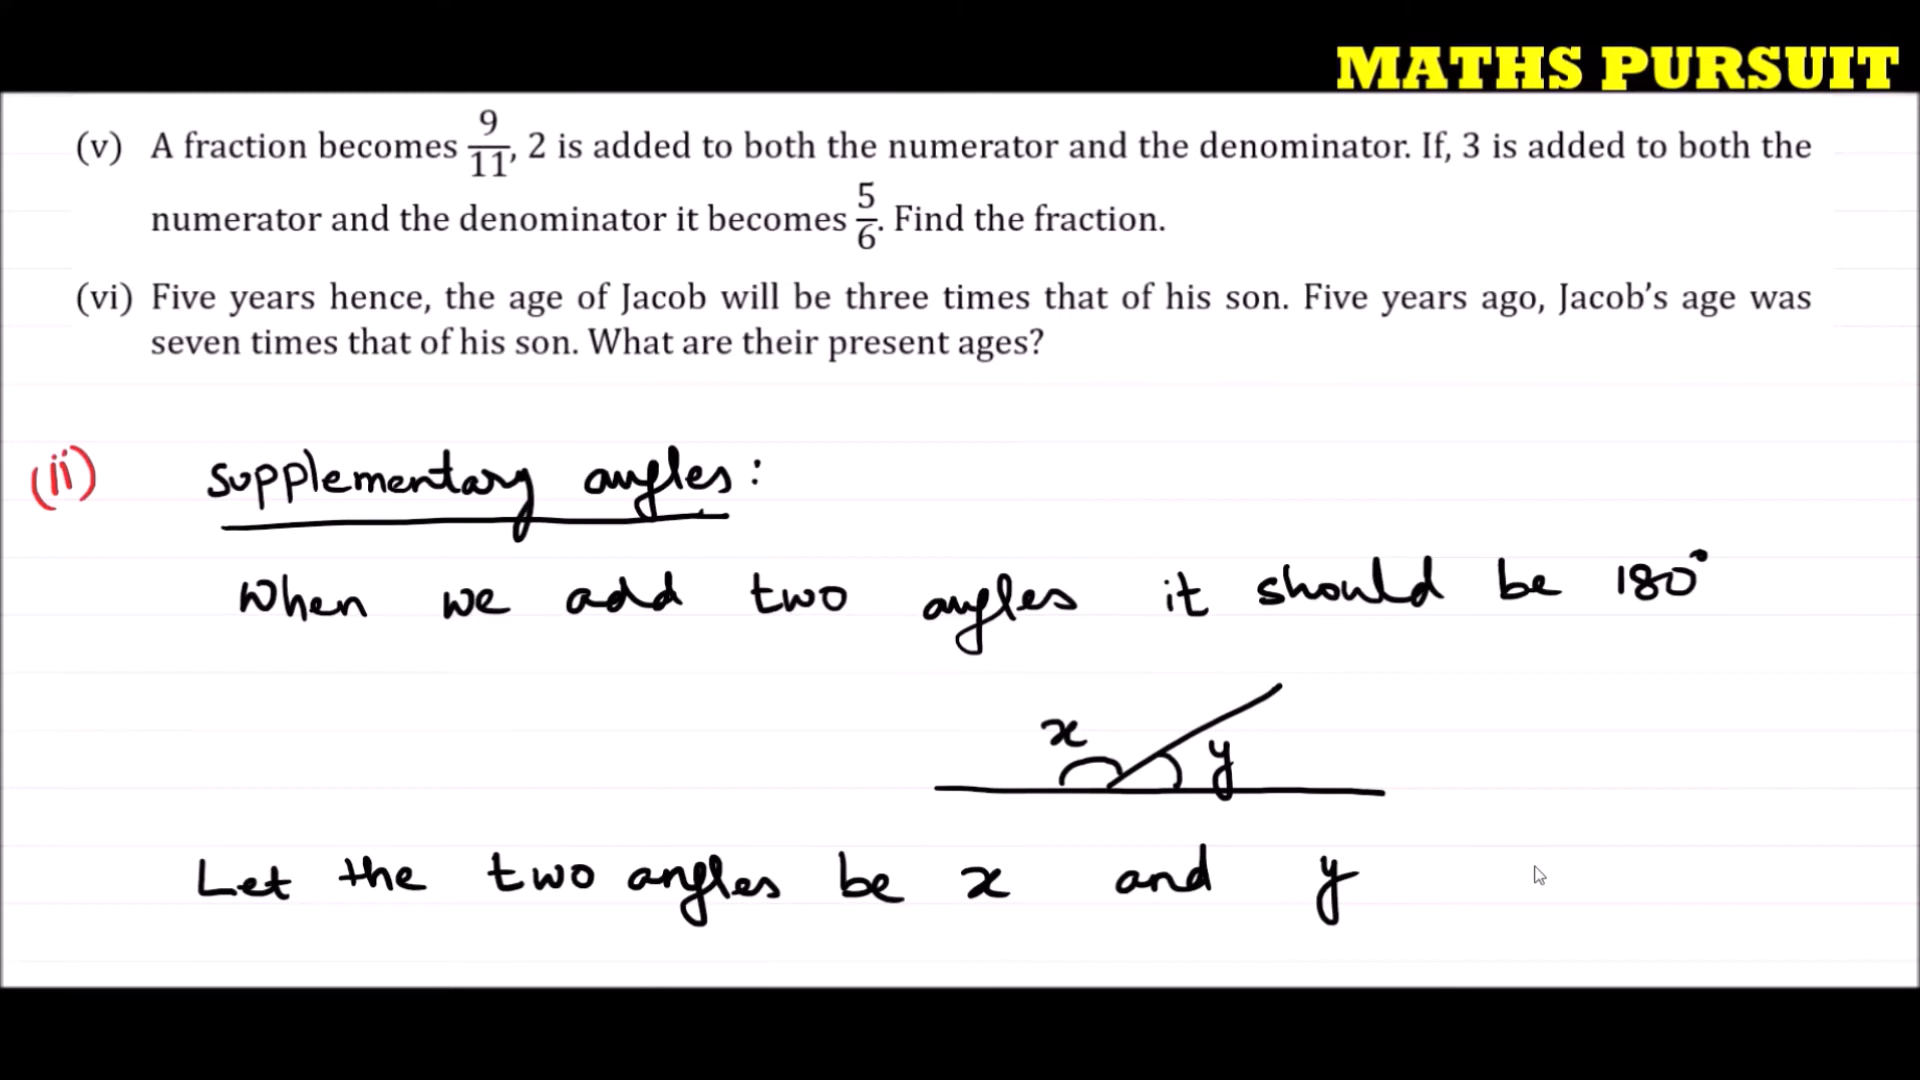 MATHS PURSUIT
(v) A fraction becomes 9/11, 2 is added to both the numerator and the denominator. If, 3 is added to both the
numerator and the denominator it becomes 5/6. Find the fraction.
(vi) Five years hence, the age of Jacob will be three times that of his son. Five years ago, Jacob's age was
seven times that of his son. What are their present ages?
(ii) Supplementary angles:
When we add two angles it should be 180°
x y
Let the two angles be x and y